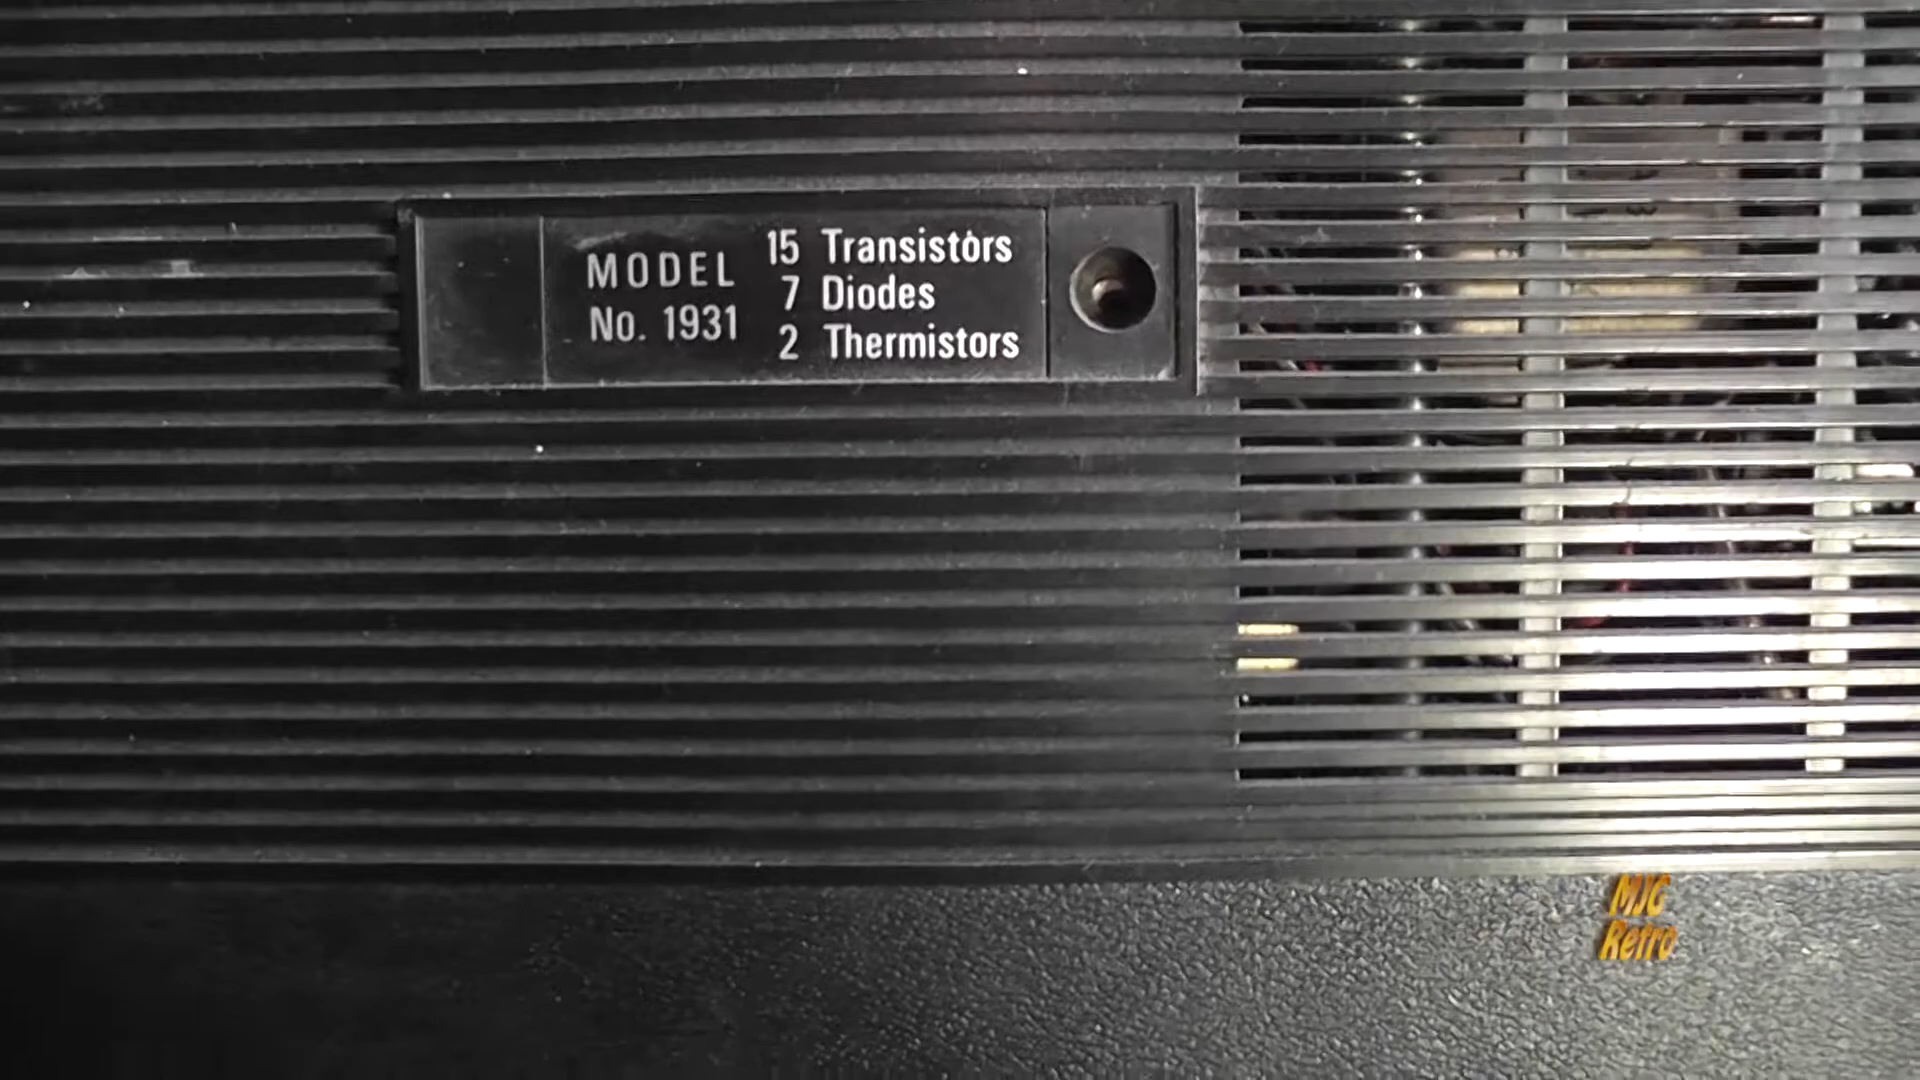 MODEL
No. 1931
15 Transistors
7 Diodes
2 Thermistors
MJG
Retro